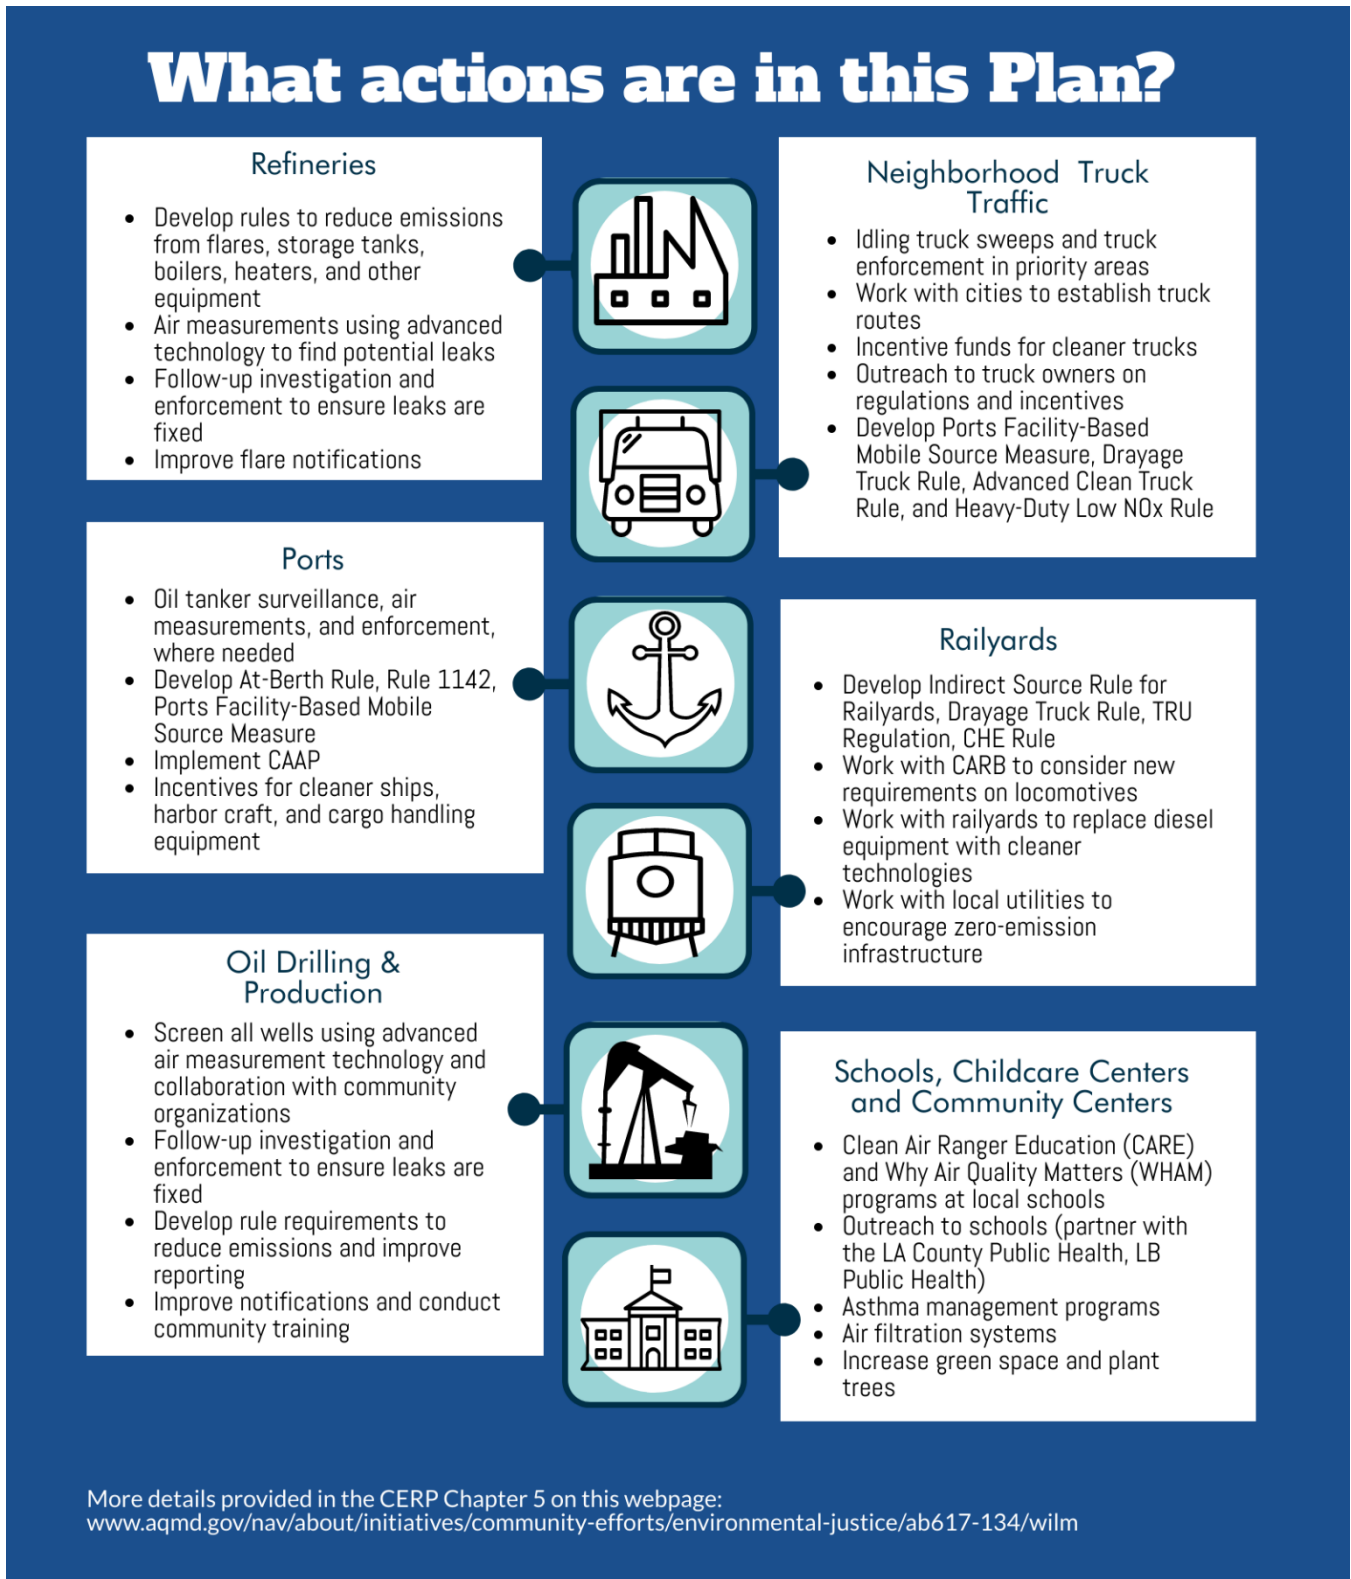 What actions are in this Plan?
Refineries
• Develop rules to reduce emissions
from flares, storage tanks,
boilers, heaters, and other
equipment
• Air measurements using advanced
technology to find potential leaks
• Follow-up investigation and
enforcement to ensure leaks are
fixed
• Improve flare notifications
Neighborhood Truck
Traffic
• Idling truck sweeps and truck
enforcement in priority areas
• Work with cities to establish truck
routes
• Incentive funds for cleaner trucks
• Outreach to truck owners on
regulations and incentives
• Develop Ports Facility-Based
Mobile Source Measure, Drayage
Truck Rule, Advanced Clean Truck
Rule, and Heavy-Duty Low NOx Rule
Ports
• Oil tanker surveillance, air
measurements, and enforcement,
where needed
• Develop At-Berth Rule, Rule 1142,
Ports Facility-Based Mobile
Source Measure
• Implement CAAP
• Incentives for cleaner ships,
harbor craft, and cargo handling
equipment
Railyards
• Develop Indirect Source Rule for
Railyards, Drayage Truck Rule, TRU
Regulation, CHE Rule
• Work with CARB to consider new
requirements on locomotives
• Work with railyards to replace diesel
equipment with cleaner
technologies
• Work with local utilities to
encourage zero-emission
infrastructure
Oil Drilling &
Production
• Screen all wells using advanced
air measurement technology and
collaboration with community
organizations
• Follow-up investigation and
enforcement to ensure leaks are
fixed
• Develop rule requirements to
reduce emissions and improve
reporting
• Improve notifications and conduct
community training
Schools, Childcare Centers
and Community Centers
• Clean Air Ranger Education (CARE)
and Why Air Quality Matters (WHAM)
programs at local schools
• Outreach to schools (partner with
the LA County Public Health, LB
Public Health)
• Asthma management programs
• Air filtration systems
• Increase green space and plant
trees
More details provided in the CERP Chapter 5 on this webpage:
www.aqmd.gov/nav/about/initiatives/community-efforts/environmental-justice/ab617-134/wilm